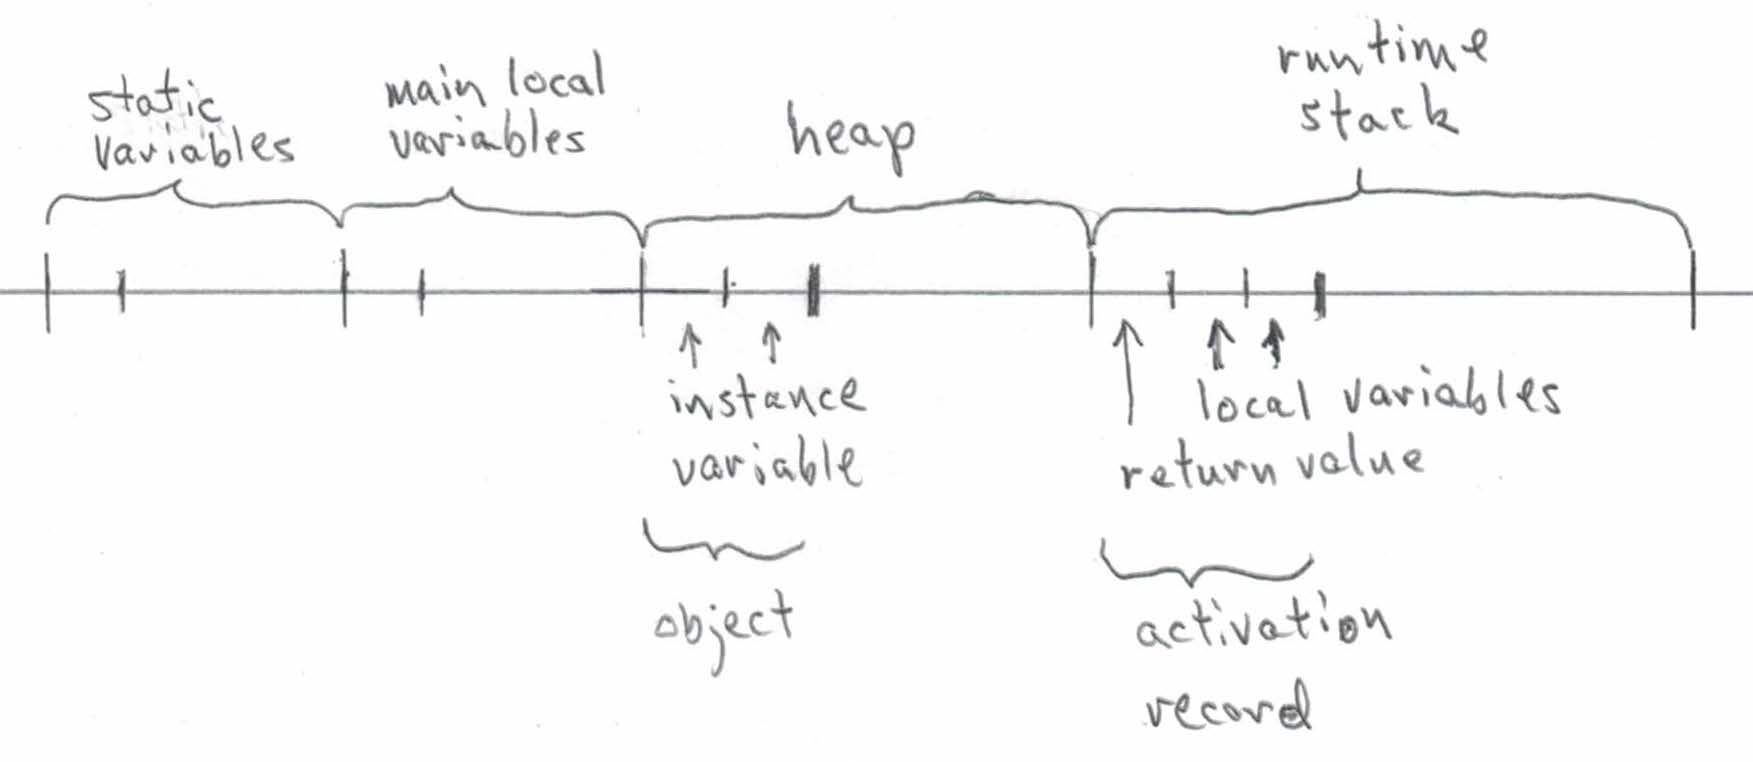 static
variables
main local
variables
heap
runtime
stack
instance
variable
object
local variables
return value
activation
record